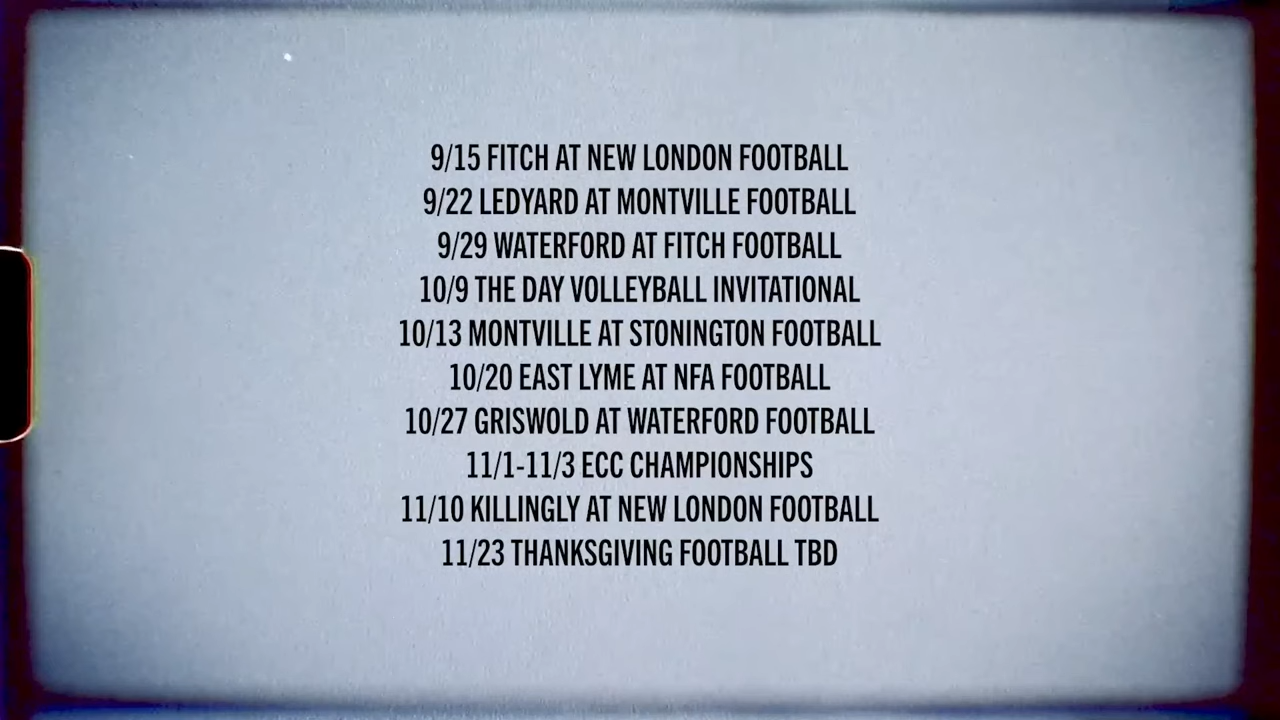 9/15 FITCH AT NEW LONDON FOOTBALL
9/22 LEDYARD AT MONTVILLE FOOTBALL
9/29 WATERFORD AT FITCH FOOTBALL
10/9 THE DAY VOLLEYBALL INVITATIONAL
10/13 MONTVILLE AT STONINGTON FOOTBALL
10/20 EAST LYME AT NFA FOOTBALL
10/27 GRISWOLD AT WATERFORD FOOTBALL
11/1-11/3 ECC CHAMPIONSHIPS
11/10 KILLINGLY AT NEW LONDON FOOTBALL
11/23 THANKSGIVING FOOTBALL TBD